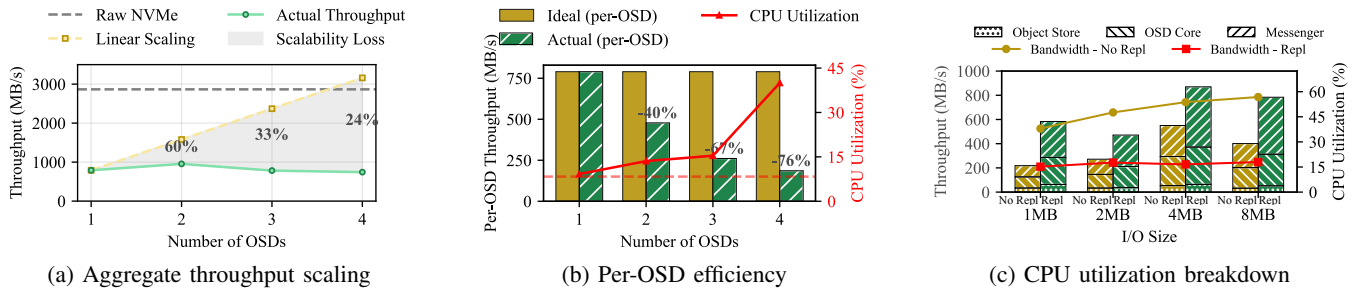 Raw NVMe
Actual Throughput
Linear Scaling
Scalability Loss
Throughput (MB/s)
3000
2000
1000
0
60%
33%
24%
1 2 3 4
Number of OSDs
(a) Aggregate throughput scaling
Ideal (per-OSD)
CPU Utilization
Actual (per-OSD)
Per-OSD Throughput (MB/s)
750
500
250
0
-40%
-67%
-76%
45
30
15
0
CPU Utilization (%)
1 2 3 4
Number of OSDs
(b) Per-OSD efficiency
Object Store
OSD Core
Messenger
Bandwidth - No Repl
Bandwidth - Repl
Throughput (MB/s)
1000
800
600
400
200
0
60
45
30
15
0
CPU Utilization (%)
No Repl Repl No Repl Repl No Repl Repl No Repl Repl
1MB 2MB 4MB 8MB
I/O Size
(c) CPU utilization breakdown